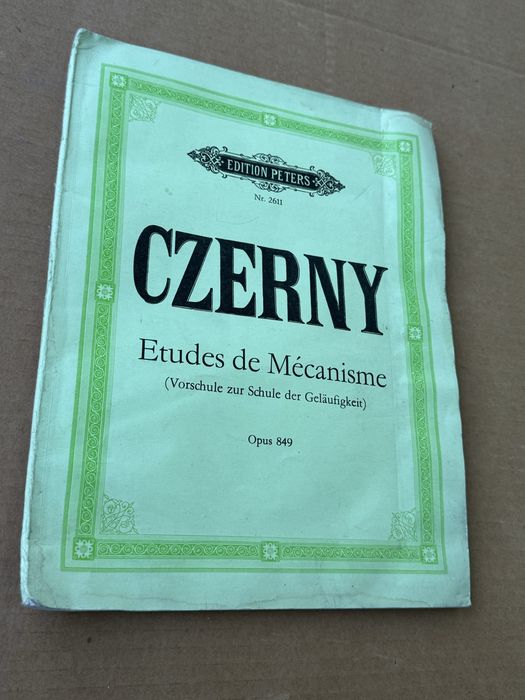 EDITION PETERS
Nr. 2611
CZERNY
Etudes de Mécanisme
(Vorschule zur Schule der Geläufigkeit)
Opus 849